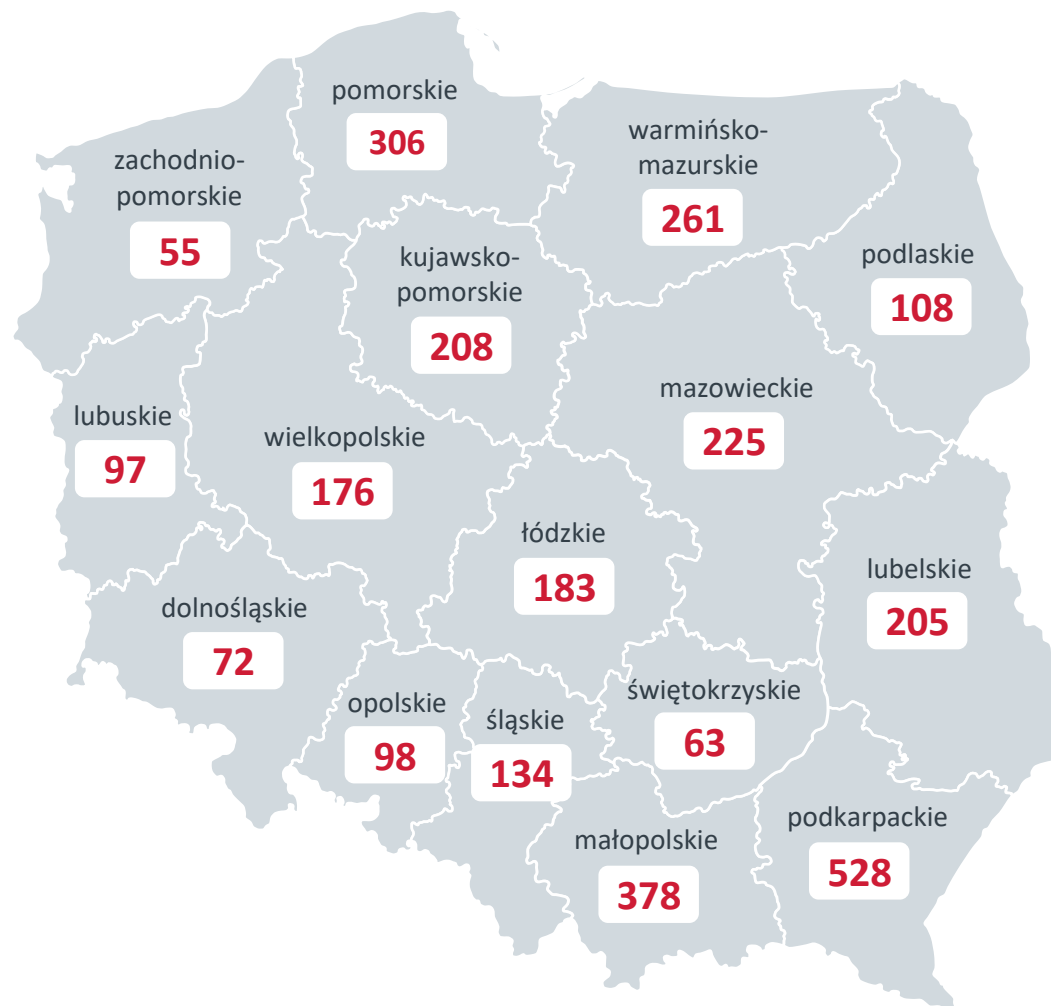 pomorskie
306
warmińsko-
mazurskie
261
zachodnio-
pomorskie
55
kujawsko-
pomorskie
208
podlaskie
108
mazowieckie
225
lubuskie
97
wielkopolskie
176
łódzkie
183
lubelskie
205
dolnośląskie
72
opolskie
98
śląskie
134
świętokrzyskie
63
małopolskie
378
podkarpackie
528